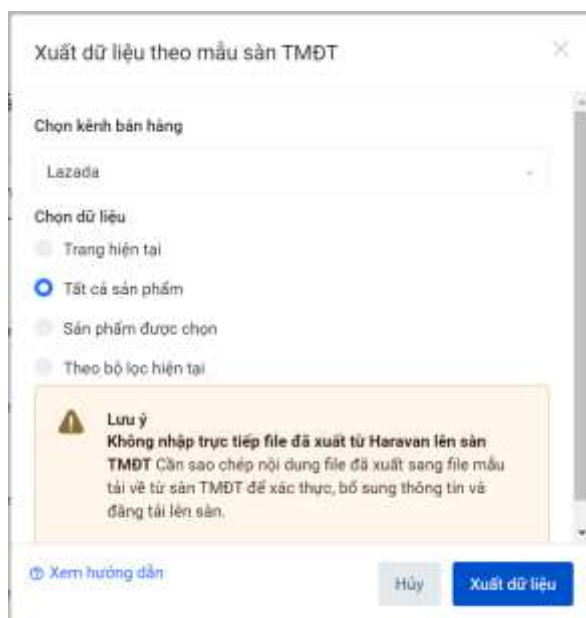 Xuất dữ liệu theo mẫu sàn TMĐT
Chọn kênh bán hàng
Lazada
Chọn dữ liệu
Trang hiện tại
Tất cả sản phẩm
Sản phẩm được chọn
Theo bộ lọc hiện tại
Lưu ý
Không nhập trực tiếp file đã xuất từ Haravan lên sàn
TMĐT Cần sao chép nội dung file đã xuất sang file mẫu
tải về từ sàn TMĐT để xác thực, bổ sung thông tin và
đăng tải lên sàn.
Xem hướng dẫn
Hủy
Xuất dữ liệu